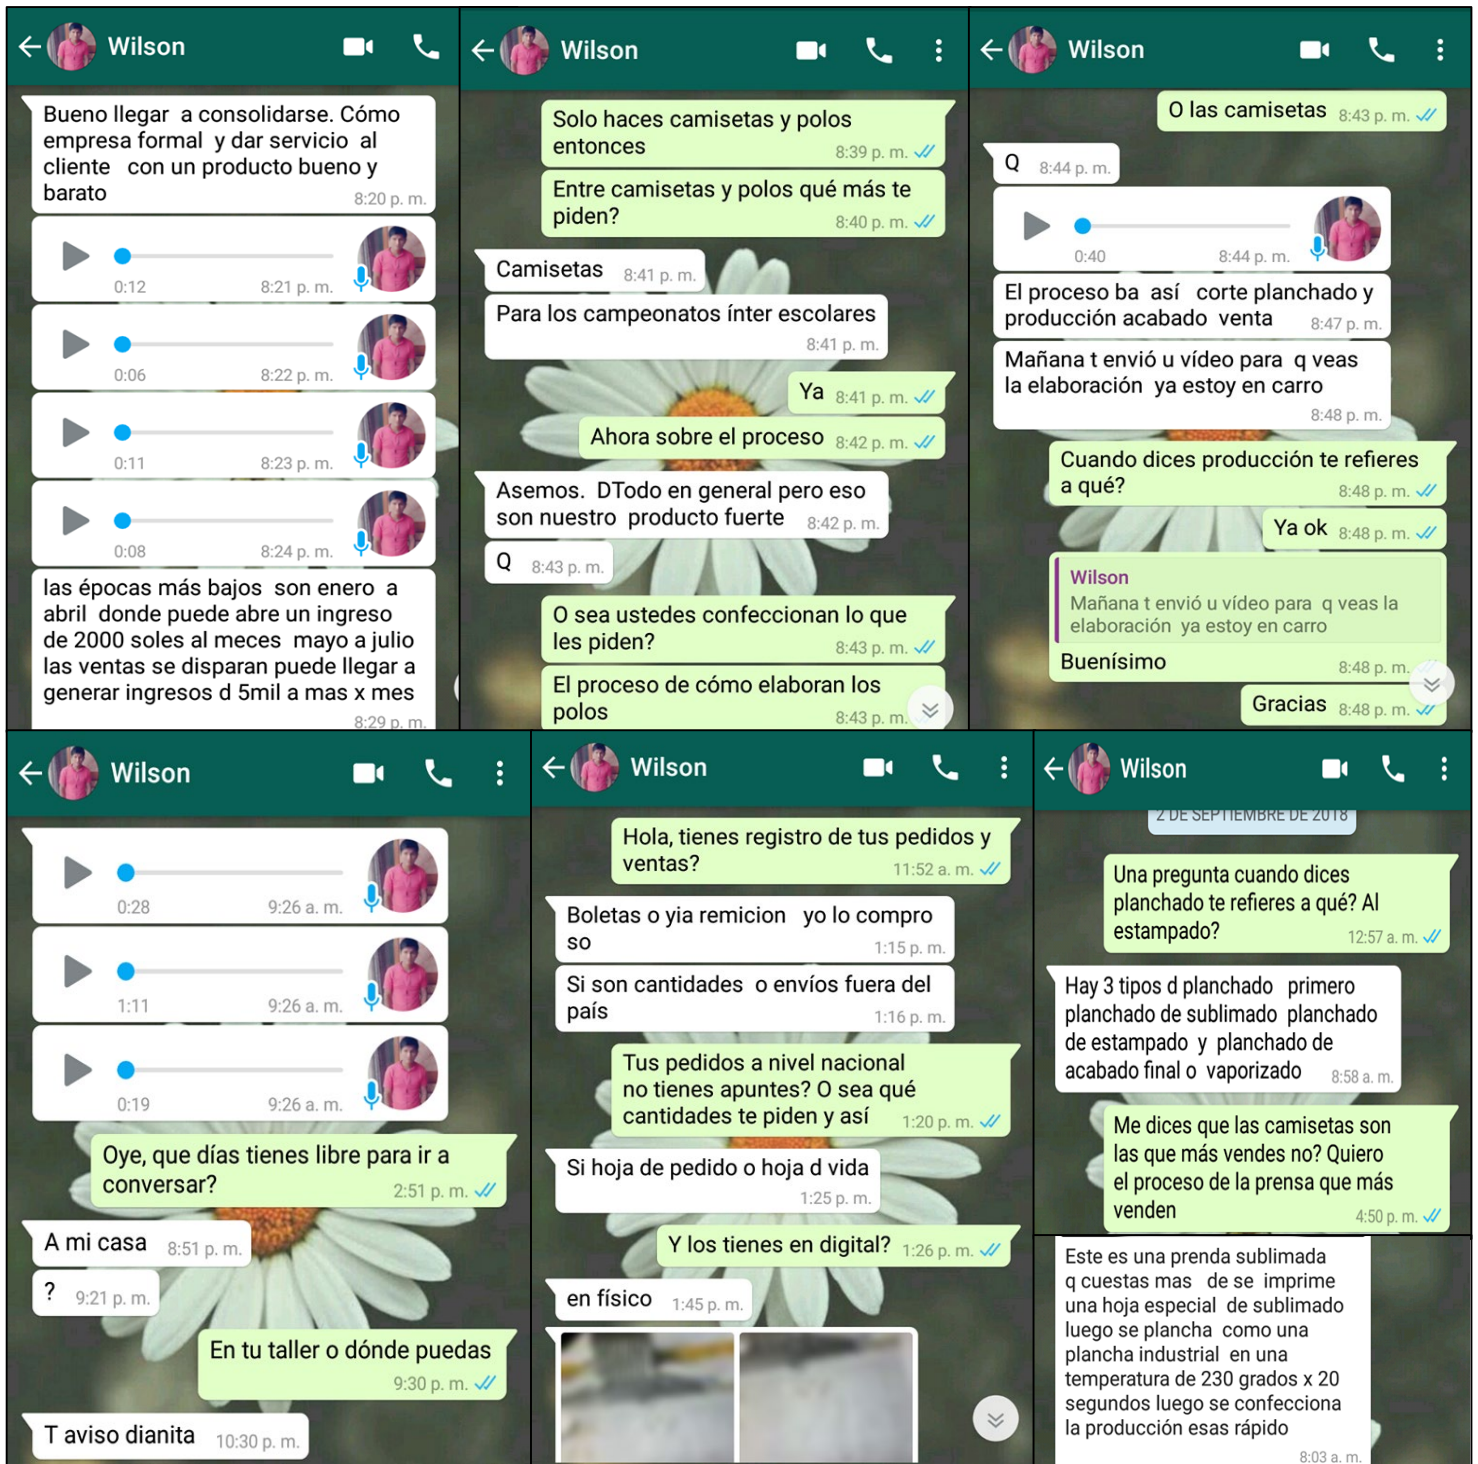 Wilson
Bueno llegar a consolidarse. Cómo
empresa formal y dar servicio al
cliente con un producto bueno y
barato
8:20 p. m.
0:12 8:21 p. m.
0:06 8:22 p. m.
0:11 8:23 p. m.
0:08 8:24 p. m.
las épocas más bajos son enero a
abril donde puede abre un ingreso
de 2000 soles al meces mayo a julio
las ventas se disparan puede llegar a
generar ingresos d 5mil a mas x mes
8:29 p. m.
Wilson
Solo haces camisetas y polos
entonces
8:39 p. m.
Entre camisetas y polos qué más te
piden?
8:40 p. m.
Camisetas 8:41 p. m.
Para los campeonatos ínter escolares
8:41 p. m.
Ya 8:41 p. m.
Ahora sobre el proceso 8:42 p. m.
Asemos. DTodo en general pero eso
son nuestro producto fuerte 8:42 p. m.
Q 8:43 p. m.
O sea ustedes confeccionan lo que
les piden?
8:43 p. m.
El proceso de cómo elaboran los
polos
8:43 p. m.
Wilson
O las camisetas 8:43 p. m.
Q 8:44 p. m.
0:40 8:44 p. m.
El proceso ba así corte planchado y
producción acabado venta 8:47 p. m.
Mañana t envió u vídeo para q veas
la elaboración ya estoy en carro
8:48 p. m.
Cuando dices producción te refieres
a qué?
8:48 p. m.
Ya ok 8:48 p. m.
Wilson
Mañana t envió u vídeo para q veas la
elaboración ya estoy en carro
Buenísimo 8:48 p. m.
Gracias 8:48 p. m.
Wilson
0:28 9:26 a. m.
1:11 9:26 a. m.
0:19 9:26 a. m.
Oye, que días tienes libre para ir a
conversar?
2:51 p. m.
A mi casa 8:51 p. m.
? 9:21 p. m.
En tu taller o dónde puedas
9:30 p. m.
T aviso dianita 10:30 p. m.
Wilson
Hola, tienes registro de tus pedidos y
ventas?
11:52 a. m.
Boletas o yia remicion yo lo compro
so
1:15 p. m.
Si son cantidades o envíos fuera del
país
1:16 p. m.
Tus pedidos a nivel nacional
no tienes apuntes? O sea qué
cantidades te piden y así 1:20 p. m.
Si hoja de pedido o hoja d vida
1:25 p. m.
Y los tienes en digital? 1:26 p. m.
en físico 1:45 p. m.
Wilson
2 DE SEPTIEMBRE DE 2018
Una pregunta cuando dices
planchado te refieres a qué? Al
estampado?
12:57 a. m.
Hay 3 tipos d planchado primero
planchado de sublimado planchado
de estampado y planchado de
acabado final o vaporizado 8:58 a. m.
Me dices que las camisetas son
las que más vendes no? Quiero
el proceso de la prensa que más
venden
4:50 p. m.
Este es una prenda sublimada
q cuestas mas de se imprime
una hoja especial de sublimado
luego se plancha como una
plancha industrial en una
temperatura de 230 grados x 20
segundos luego se confecciona
la producción esas rápido
8:03 a. m.